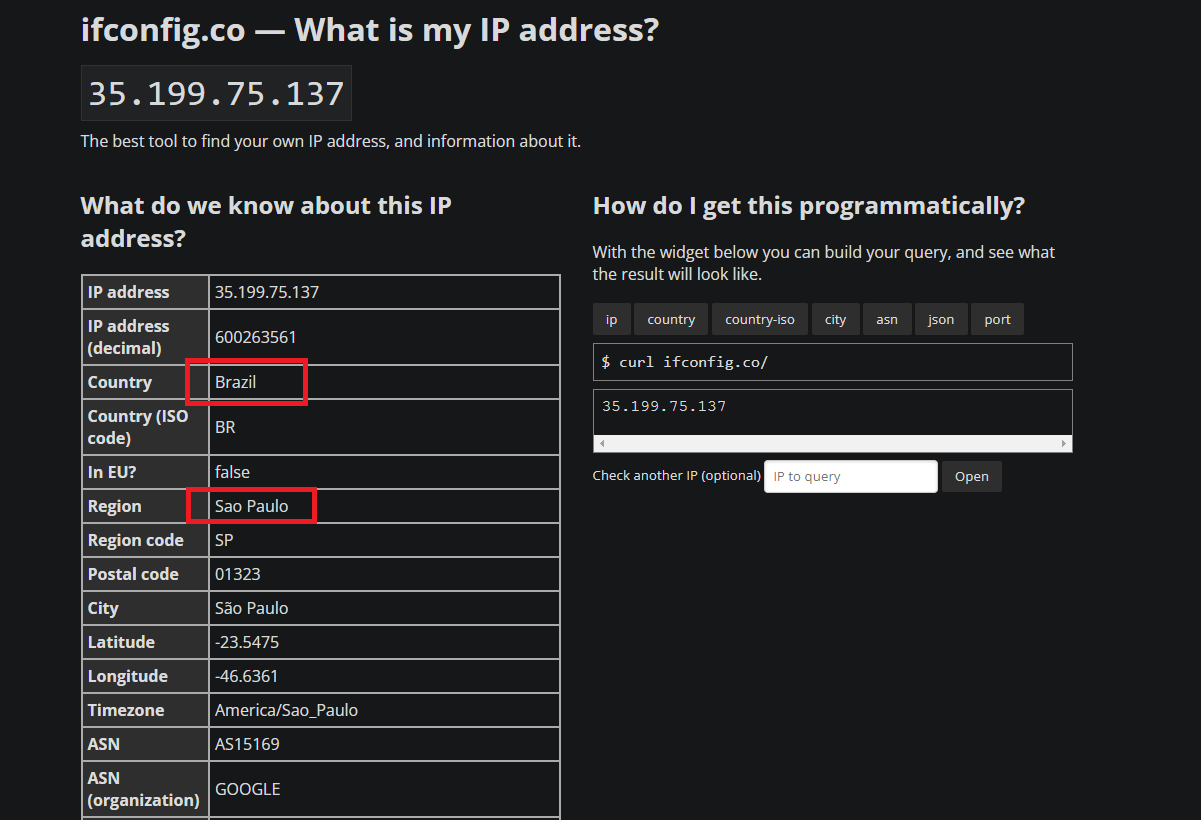 ifconfig.co — What is my IP address?
35.199.75.137
The best tool to find your own IP address, and information about it.
What do we know about this IP
address?
IP address 35.199.75.137
IP address
(decimal) 600263561
Country Brazil
Country (ISO
code) BR
In EU? false
Region Sao Paulo
Region code SP
Postal code 01323
City São Paulo
Latitude -23.5475
Longitude -46.6361
Timezone America/Sao_Paulo
ASN AS15169
ASN
(organization) GOOGLE
How do I get this programmatically?
With the widget below you can build your query, and see what
the result will look like.
ip country country-iso city asn json port
$ curl ifconfig.co/
35.199.75.137
Check another IP (optional) IP to query Open